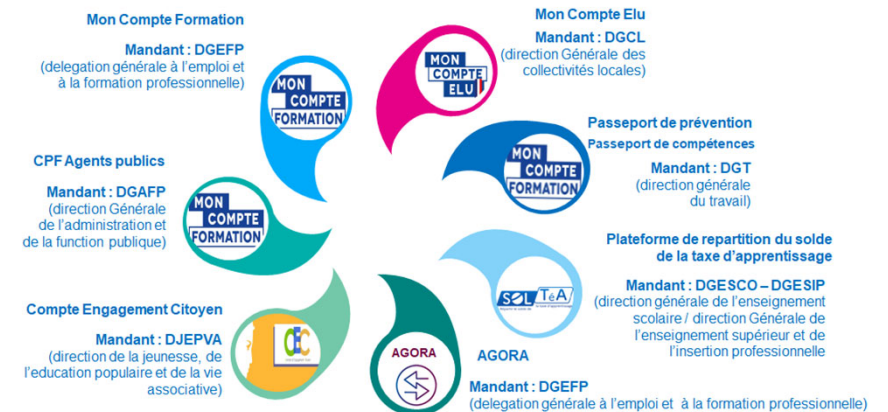 Mon Compte Formation
Mandant : DGEFP
(delegation générale à l'emploi et
à la formation professionnelle)
MON
COMPTE
FORMATION
Mon Compte Elu
Mandant : DGCL
(direction Générale des
collectivités locales)
MON
COMPTE
ELU
Passeport de prévention
Passeport de compétences
Mandant : DGT
(direction générale
du travail)
MON
COMPTE
FORMATION
CPF Agents publics
Mandant : DGAFP
(direction Générale
de l'administration et
de la function publique)
MON
COMPTE
FORMATION
Plateforme de repartition du solde
de la taxe d'apprentissage
Mandant : DGESCO – DGESIP
(direction générale de l'enseignement
scolaire / direction Générale de
l'enseignement supérieur et de
l'insertion professionnelle
SOLTéA
Compte Engagement Citoyen
Mandant : DJEPVA
(direction de la jeunesse, de
l'education populaire et de la vie
associative)
CEC
AGORA
AGORA
Mandant : DGEFP
(delegation générale à l'emploi et à la formation professionnelle)